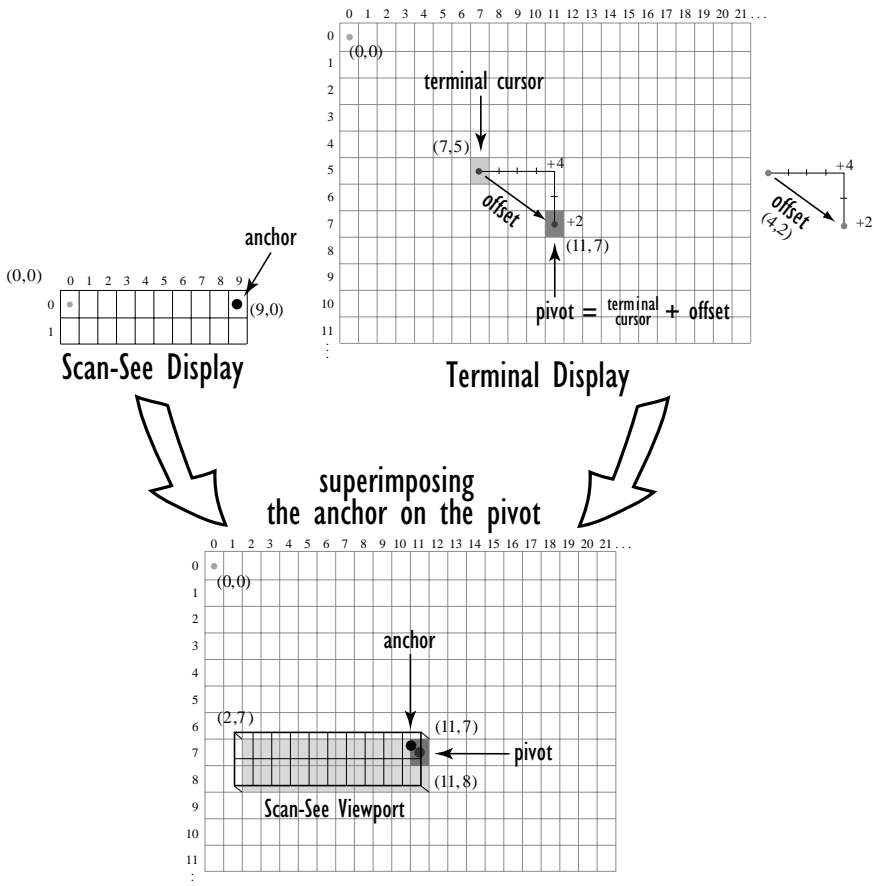 0 1 2 3 4 5 6 7 8 9 10 11 12 13 14 15 16 17 18 19 20 21 . . .
0
(0,0)
1
2
terminal cursor
3
4
(7,5)
+4
5
offset
6
7
+2
(11,7)
8
9
10
pivot = terminal cursor + offset
11
:
Terminal Display
+4
offset
(4,2)
+2
anchor
(0,0)
0 1 2 3 4 5 6 7 8 9
0
(9,0)
1
Scan-See Display
superimposing
the anchor on the pivot
0 1 2 3 4 5 6 7 8 9 10 11 12 13 14 15 16 17 18 19 20 21 . . .
0
(0,0)
1
2
3
anchor
4
5
6
(2,7)
(11,7)
7
pivot
8
(11,8)
9
Scan-See Viewport
10
11
: